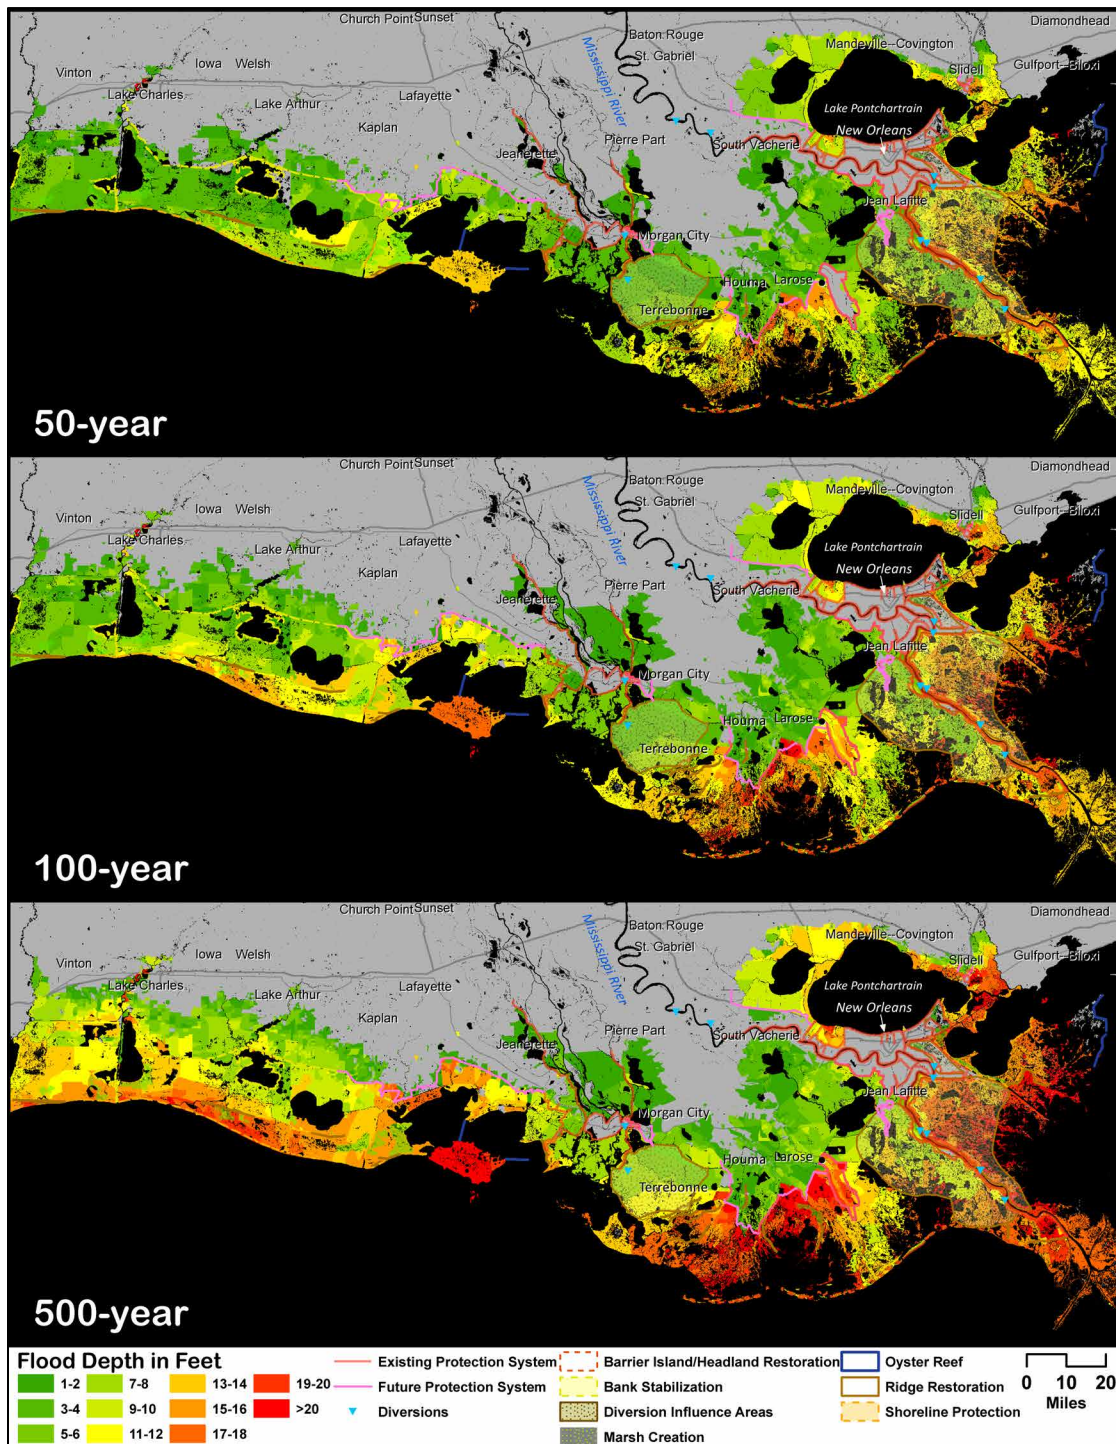 Church Point
Sunset
Diamondhead
Baton Rouge
Mandeville--Covington
St. Gabriel
Gulfport--Biloxi
Iowa Welsh
Slidell
Vinton
Lake Charles
Lafayette
Lake Arthur
Mississippi River
Lake Pontchartrain
Kaplan
New Orleans
Pierre Part
South Vacherie
Jeanerette
Jean Lafitte
Morgan City
Houma
Larose
Terrebonne
50-year
Church Point
Sunset
Diamondhead
Baton Rouge
Mandeville--Covington
St. Gabriel
Gulfport--Biloxi
Iowa Welsh
Slidell
Vinton
Lake Charles
Lafayette
Lake Arthur
Mississippi River
Lake Pontchartrain
Kaplan
New Orleans
Pierre Part
South Vacherie
Jeanerette
Jean Lafitte
Morgan City
Houma
Larose
Terrebonne
100-year
Church Point
Sunset
Diamondhead
Baton Rouge
Mandeville--Covington
St. Gabriel
Gulfport--Biloxi
Iowa Welsh
Slidell
Vinton
Lake Charles
Lafayette
Lake Arthur
Mississippi River
Lake Pontchartrain
Kaplan
New Orleans
Pierre Part
South Vacherie
Jeanerette
Jean Lafitte
Morgan City
Houma
Larose
Terrebonne
500-year
Flood Depth in Feet
1-2
3-4
5-6
7-8
9-10
11-12
13-14
15-16
17-18
19-20
>20
Existing Protection System
Future Protection System
Diversions
Barrier Island/Headland Restoration
Bank Stabilization
Diversion Influence Areas
Marsh Creation
Oyster Reef
Ridge Restoration
Shoreline Protection
0 10 20
Miles